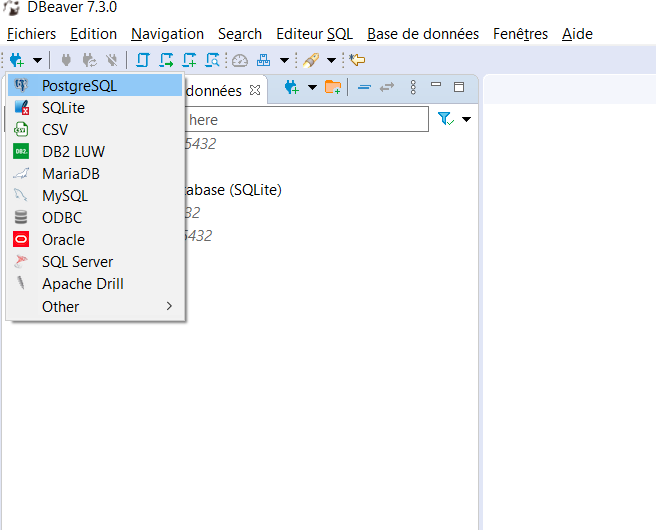 DBeaver 7.3.0
Fichiers Edition Navigation Search Editeur SQL Base de données Fenêtres Aide
PostgreSQL
données
SQLite
here
CSV
5432
DB2 LUW
MariaDB
MySQL
abase (SQLite)
ODBC
32
Oracle
5432
SQL Server
Apache Drill
Other